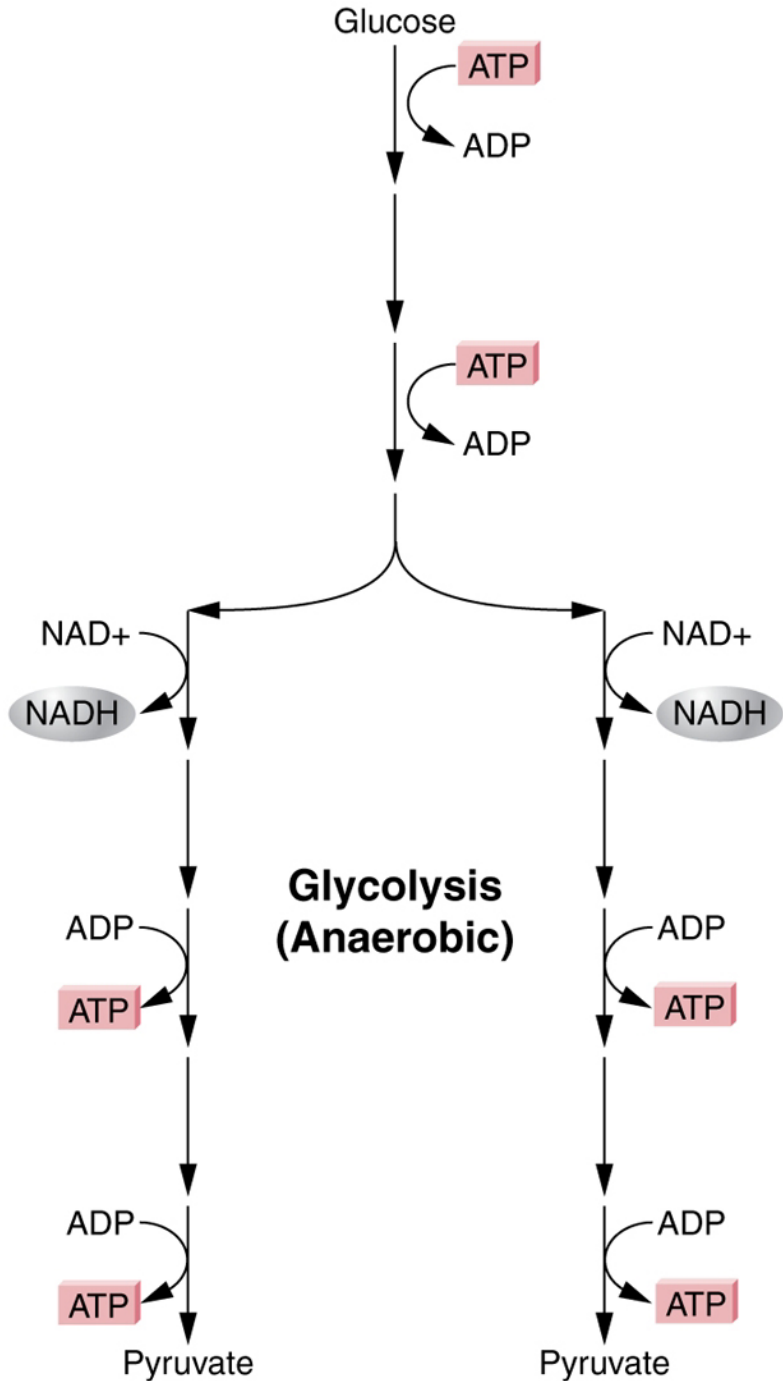 Glucose
ATP
ADP
ATP
ADP
NAD+
NAD+
NADH
NADH
Glycolysis
(Anaerobic)
ADP
ADP
ATP
ATP
ADP
ADP
ATP
ATP
Pyruvate
Pyruvate